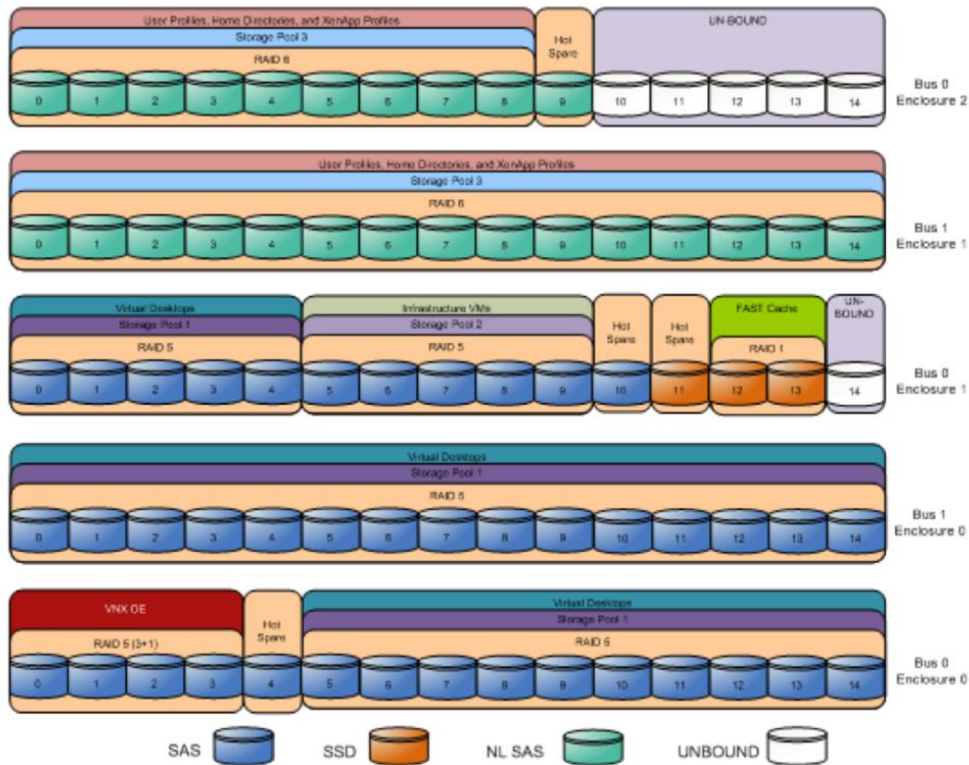 User Profiles, Home Directories, and XenApp Profiles
Storage Pool 3
RAID 6
Hot
Spare
UN-BOUND
0 1 2 3 4 5 6 7 8 9 10 11 12 13 14
Bus 0
Enclosure 2
User Profiles, Home Directories, and XenApp Profiles
Storage Pool 3
RAID 6
0 1 2 3 4 5 6 7 8 9 10 11 12 13 14
Bus 1
Enclosure 1
Virtual Desktops
Storage Pool 1
RAID 5
Infrastructure VMs
Storage Pool 2
RAID 5
Hot
Spare
Hot
Spare
FAST Cache
RAID 1
UN-
BOUND
0 1 2 3 4 5 6 7 8 9 10 11 12 13 14
Bus 0
Enclosure 1
Virtual Desktops
Storage Pool 1
RAID 5
0 1 2 3 4 5 6 7 8 9 10 11 12 13 14
Bus 1
Enclosure 0
VNX OE
RAID 5 (3+1)
Hot
Spare
Virtual Desktops
Storage Pool 1
RAID 5
0 1 2 3 4 5 6 7 8 9 10 11 12 13 14
Bus 0
Enclosure 0
SAS SSD NL SAS UNBOUND